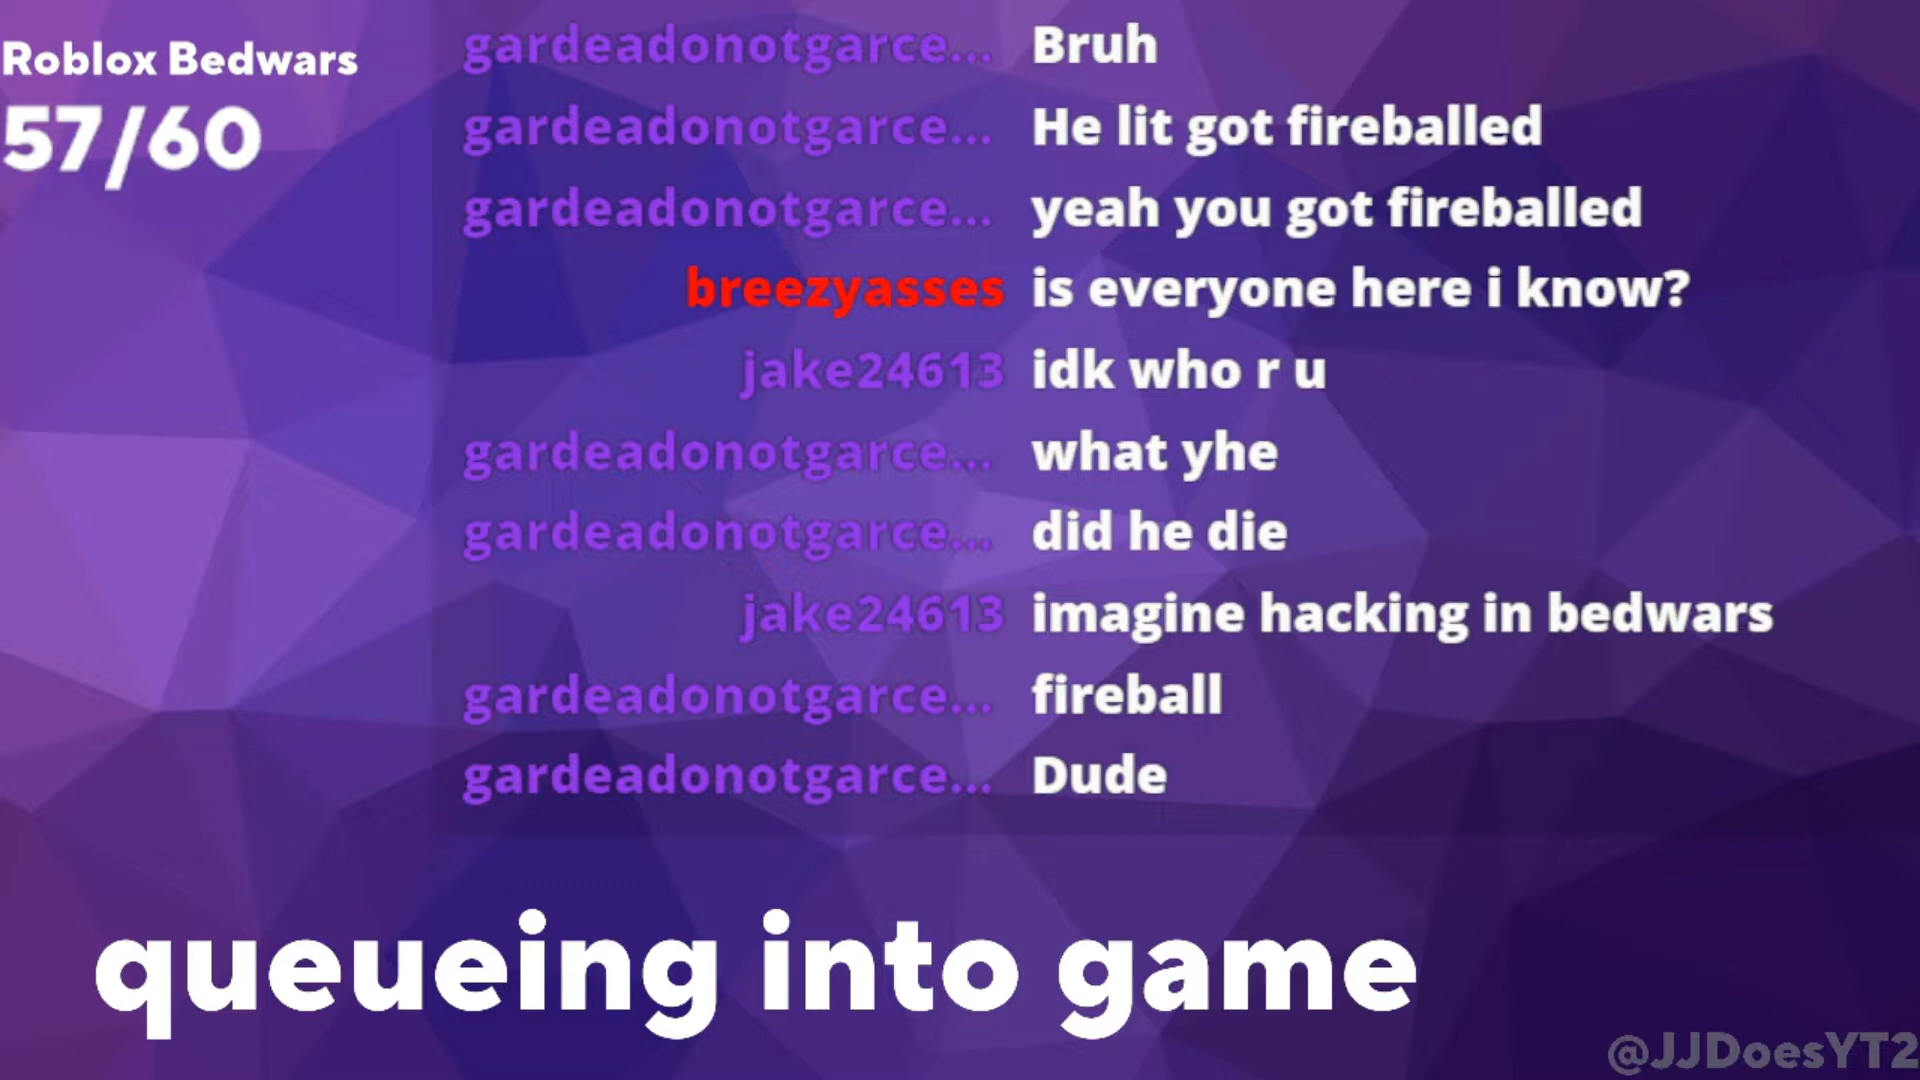 Roblox Bedwars
57/60
gardeadonotgarce... Bruh
gardeadonotgarce... He lit got fireballed
gardeadonotgarce... yeah you got fireballed
breezyasses is everyone here i know?
jake24613 idk who r u
gardeadonotgarce... what yhe
gardeadonotgarce... did he die
jake24613 imagine hacking in bedwars
gardeadonotgarce... fireball
gardeadonotgarce... Dude
queueing into game
@JJDoesYT2